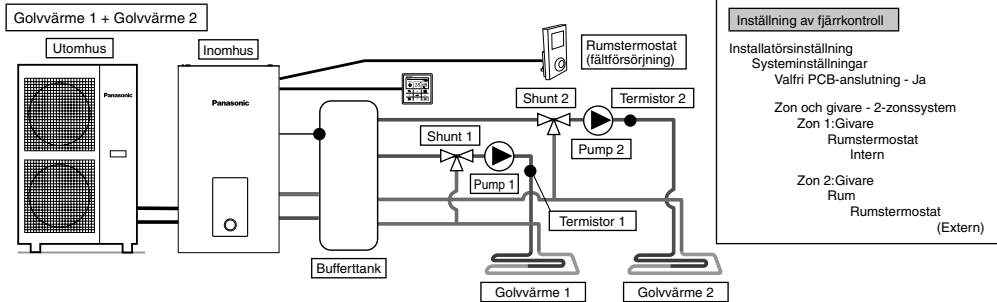 Golvvärme 1 + Golvvärme 2
Utomhus
Inomhus
Panasonic
Panasonic
Rumstermostat
(fältförsörjning)
Shunt 2
Termistor 2
Shunt 1
Pump 2
Pump 1
Termistor 1
Bufferttank
Golvvärme 1
Golvvärme 2
Inställning av fjärrkontroll
Installatörsinställning
Systeminställningar
Valfri PCB-anslutning - Ja
Zon och givare - 2-zonssystem
Zon 1:Givare
Rumstermostat
Intern
Zon 2:Givare
Rum
Rumstermostat
(Extern)